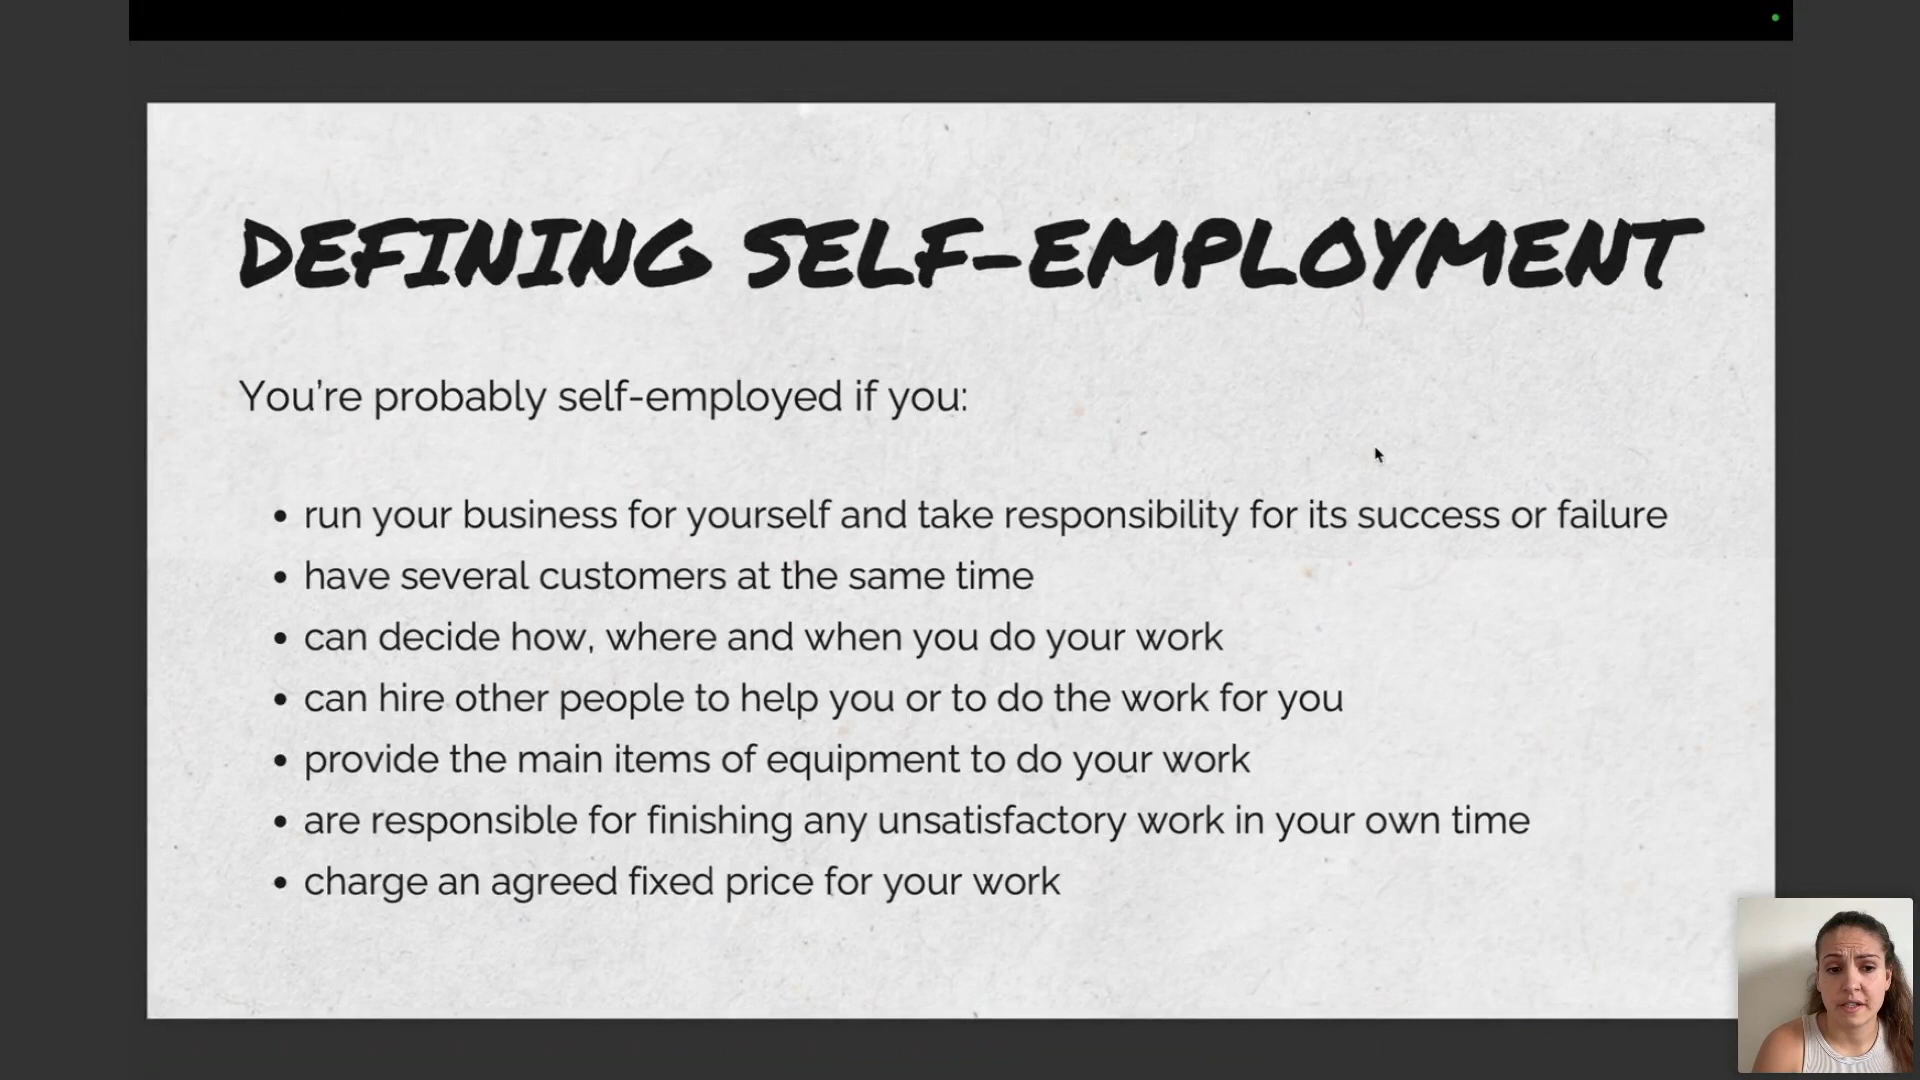 DEFINING SELF-EMPLOYMENT
You're probably self-employed if you:
• run your business for yourself and take responsibility for its success or failure
• have several customers at the same time
• can decide how, where and when you do your work
• can hire other people to help you or to do the work for you
• provide the main items of equipment to do your work
• are responsible for finishing any unsatisfactory work in your own time
• charge an agreed fixed price for your work